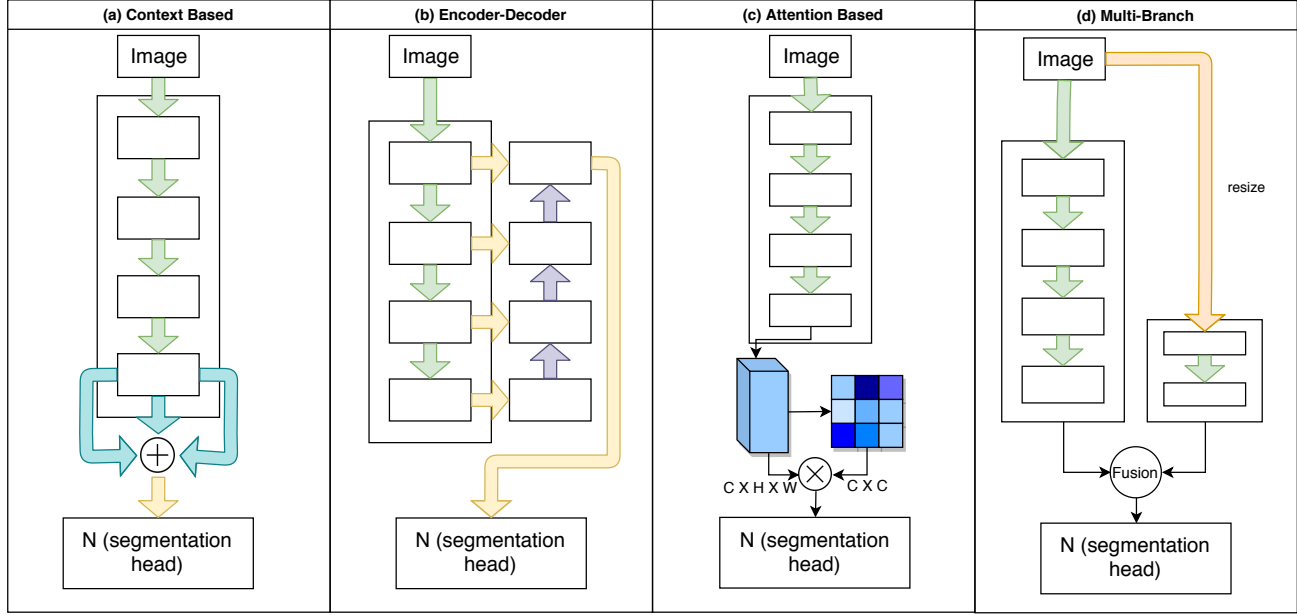 (a) Context Based
Image
N (segmentation
head)
(b) Encoder-Decoder
Image
N (segmentation
head)
(c) Attention Based
Image
C X H X W
C X C
N (segmentation
head)
(d) Multi-Branch
Image
resize
Fusion
N (segmentation
head)